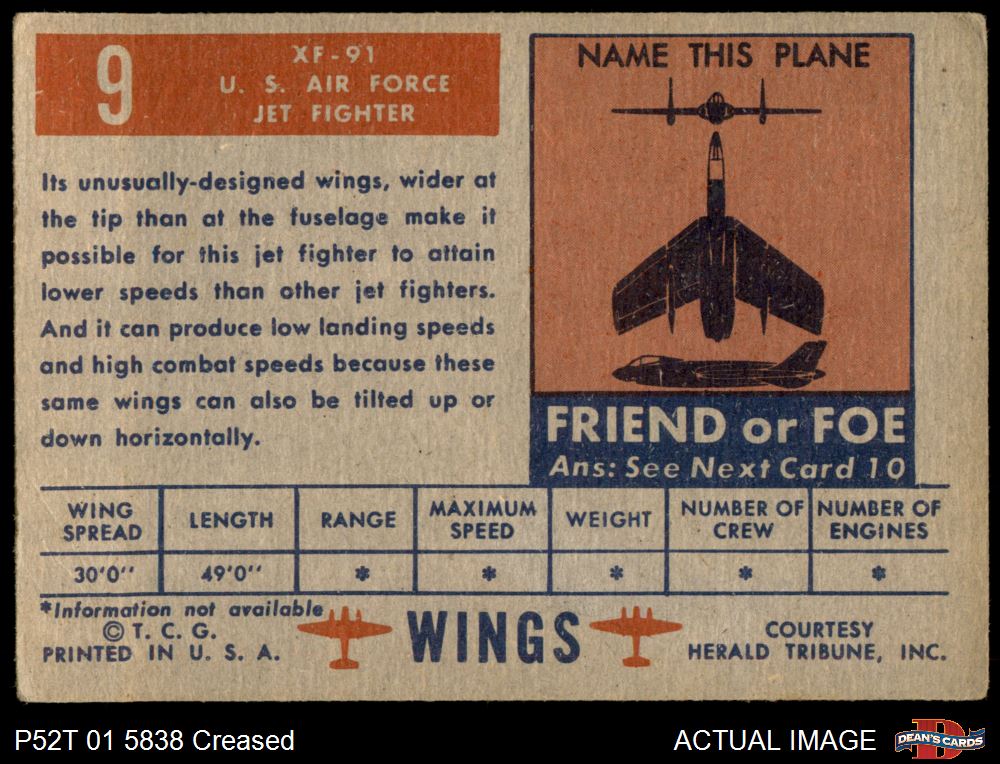 9
XF-91
U. S. AIR FORCE
JET FIGHTER
Its unusually-designed wings, wider at
the tip than at the fuselage make it
possible for this jet fighter to attain
lower speeds than other jet fighters.
And it can produce low landing speeds
and high combat speeds because these
same wings can also be tilted up or
down horizontally.
NAME THIS PLANE
FRIEND or FOE
Ans: See Next Card 10
WING SPREAD
LENGTH
RANGE
MAXIMUM SPEED
WEIGHT
NUMBER OF CREW
NUMBER OF ENGINES
30'0'' 49'0'' * * * * *
*Information not available
© T. C. G.
PRINTED IN U. S. A.
WINGS
COURTESY
HERALD TRIBUNE, INC.
P52T 01 5838 Creased
ACTUAL IMAGE
D
DEAN'S CARDS